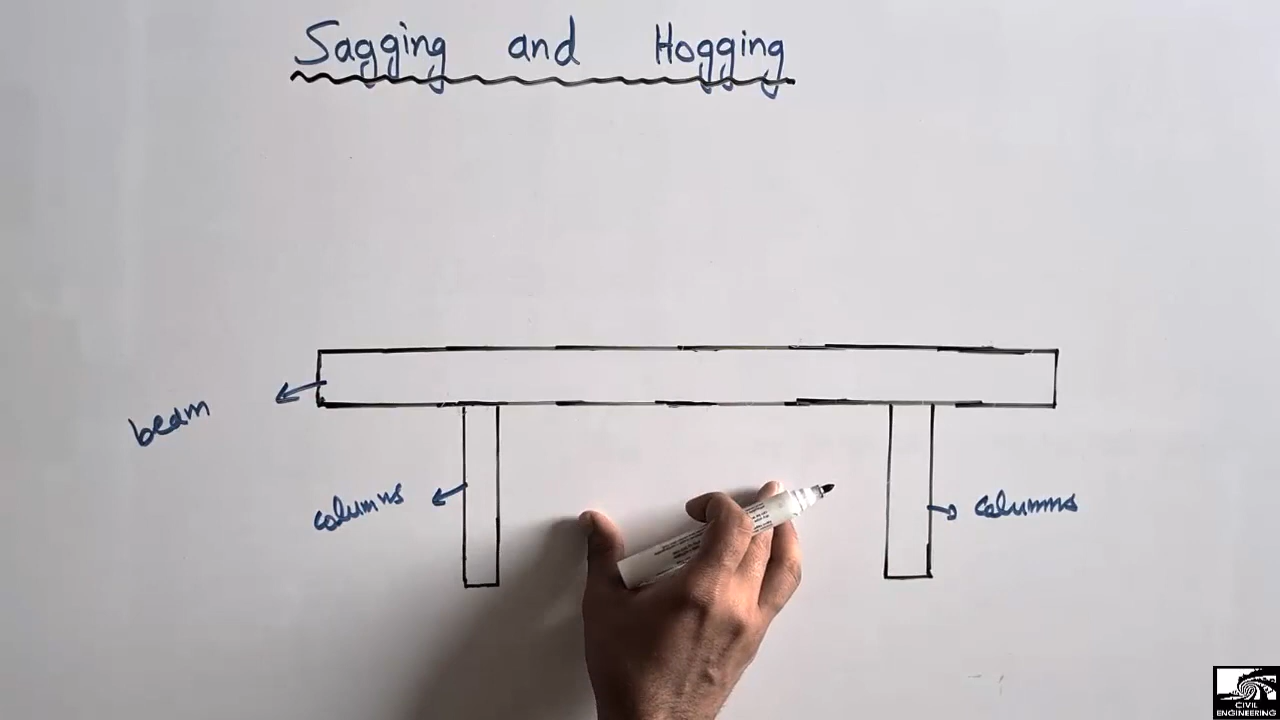 Sagging and Hogging
beam
columns
columns
CIVIL
ENGINEERING